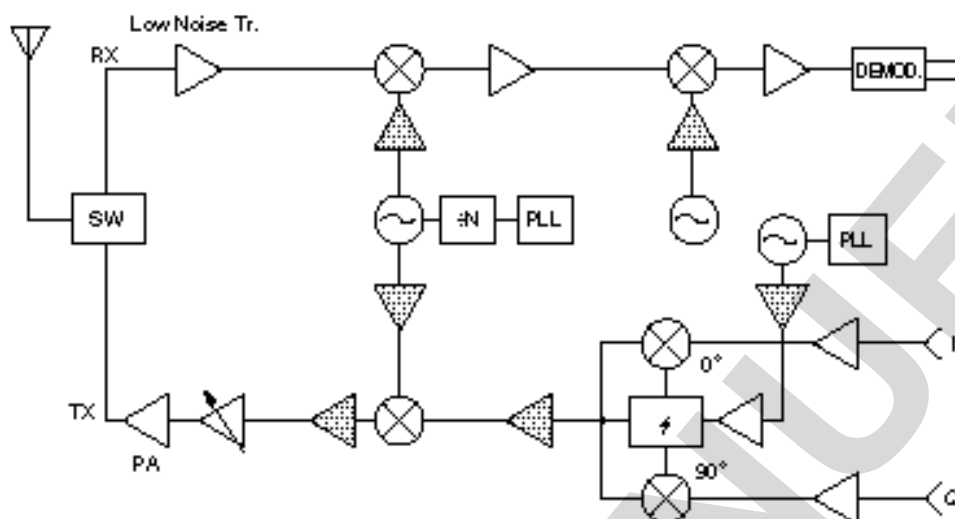 Low Noise Tr.
RX
DEMOD.
SW
÷N
PLL
PLL
I
0°
TX
PA
90°
Q